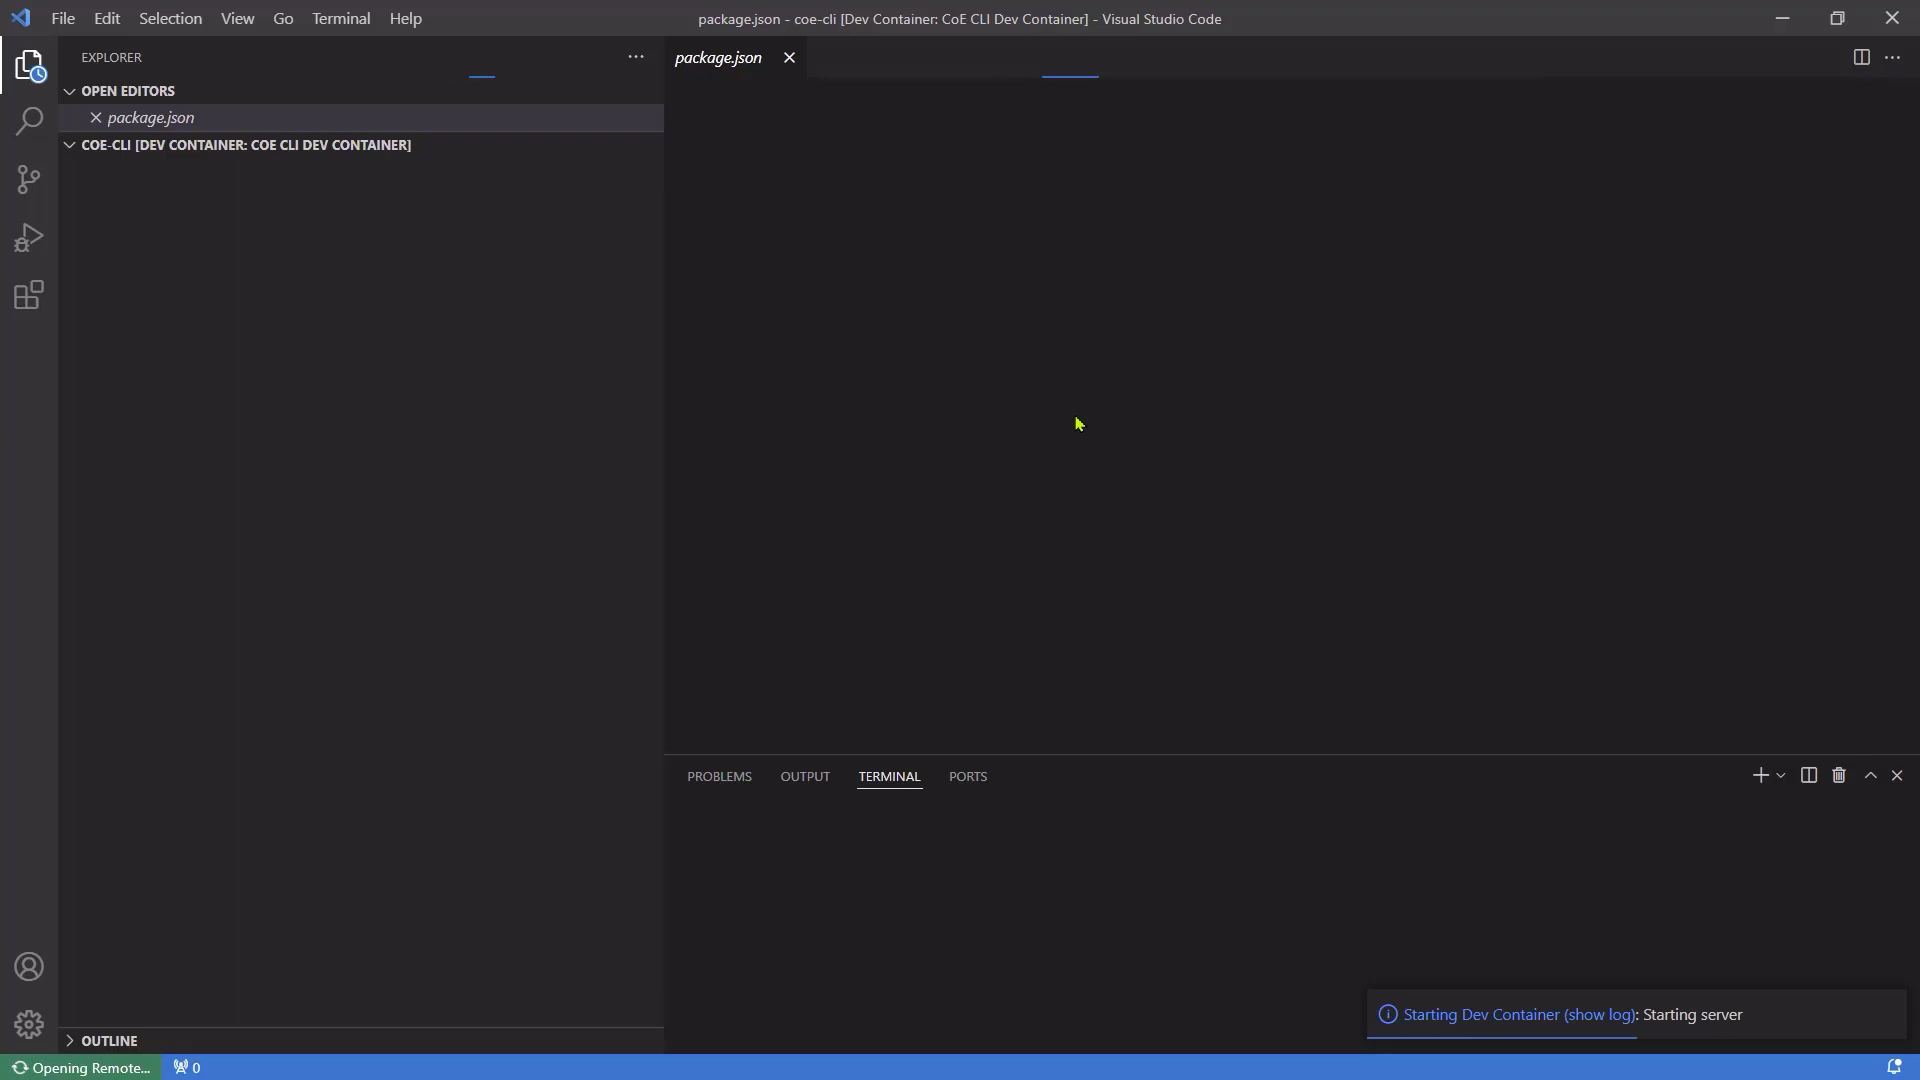 File Edit Selection View Go Terminal Help
package.json - coe-cli [Dev Container: CoE CLI Dev Container] - Visual Studio Code
EXPLORER
package.json
OPEN EDITORS
package.json
COE-CLI [DEV CONTAINER: COE CLI DEV CONTAINER]
PROBLEMS OUTPUT TERMINAL PORTS
Starting Dev Container (show log): Starting server
OUTLINE
Opening Remote... 0